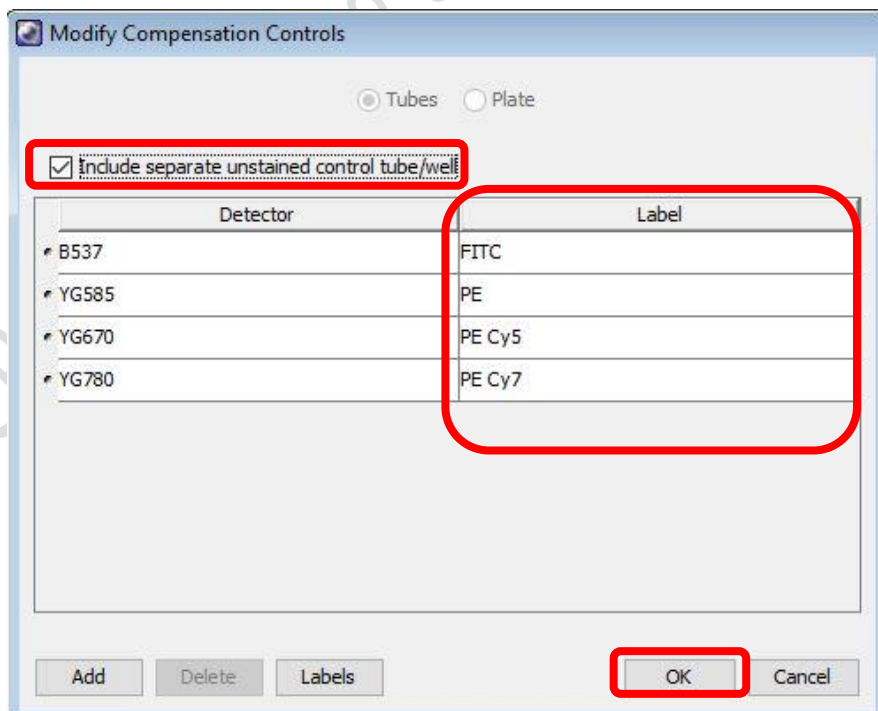 Modify Compensation Controls
Tubes Plate
Include separate unstained control tube/well
Detector Label
B537 FITC
YG585 PE
YG670 PE Cy5
YG780 PE Cy7
Add Delete Labels OK Cancel